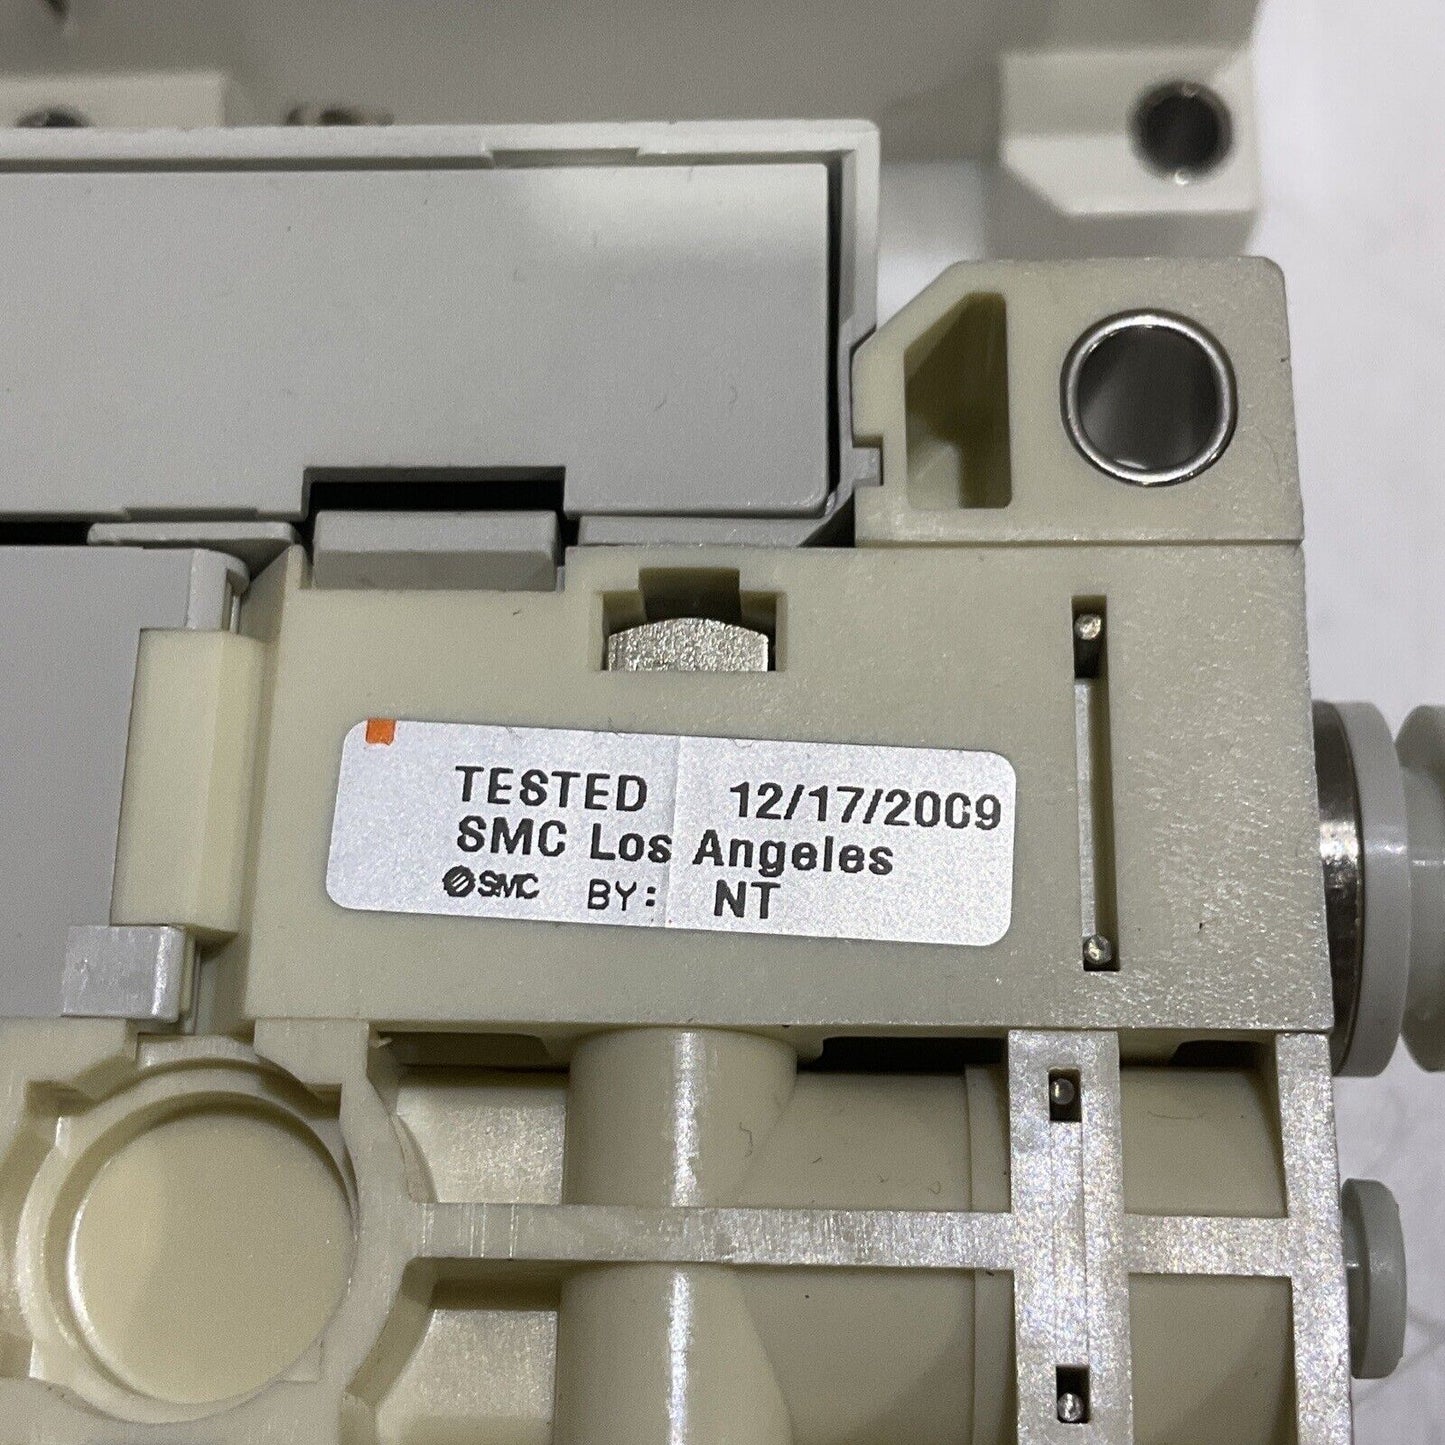 TESTED 12/17/2009
SMC Los Angeles
SMC BY: NT